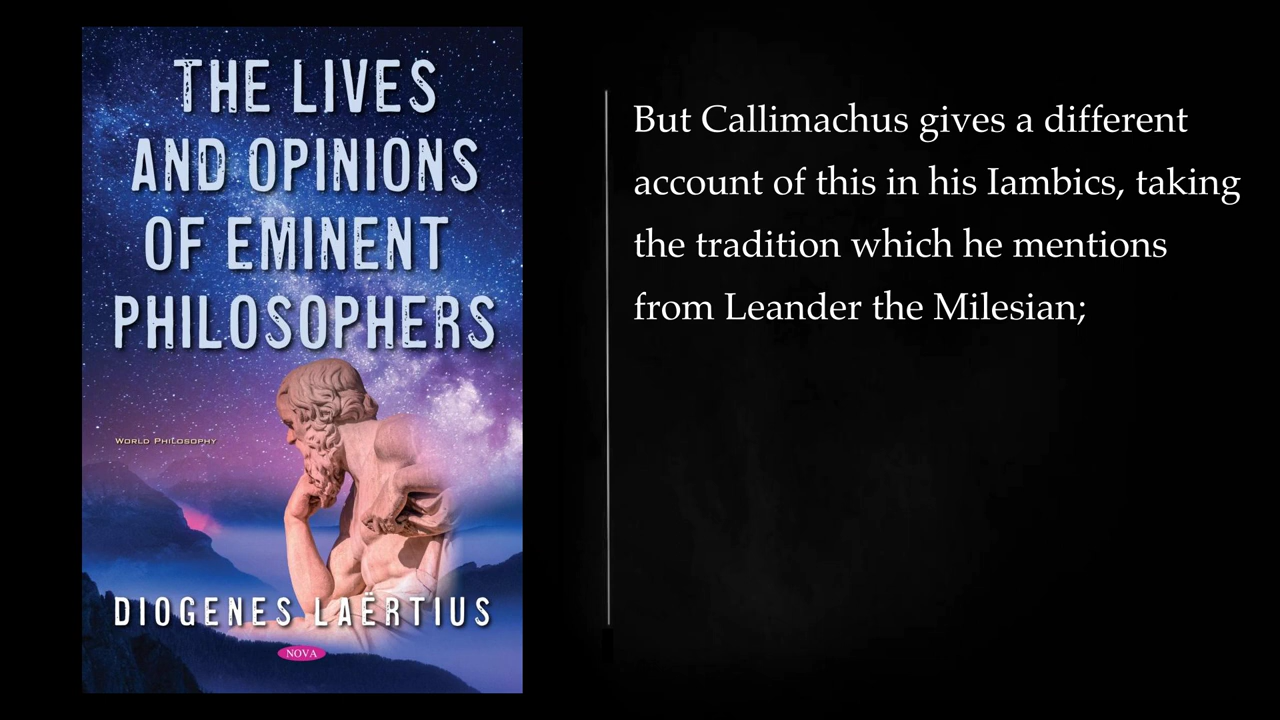 THE LIVES
AND OPINIONS
OF EMINENT
PHILOSOPHERS
WORLD PHILOSOPHY
DIOGENES LAËRTIUS
NOVA
But Callimachus gives a different
account of this in his Iambics, taking
the tradition which he mentions
from Leander the Milesian;